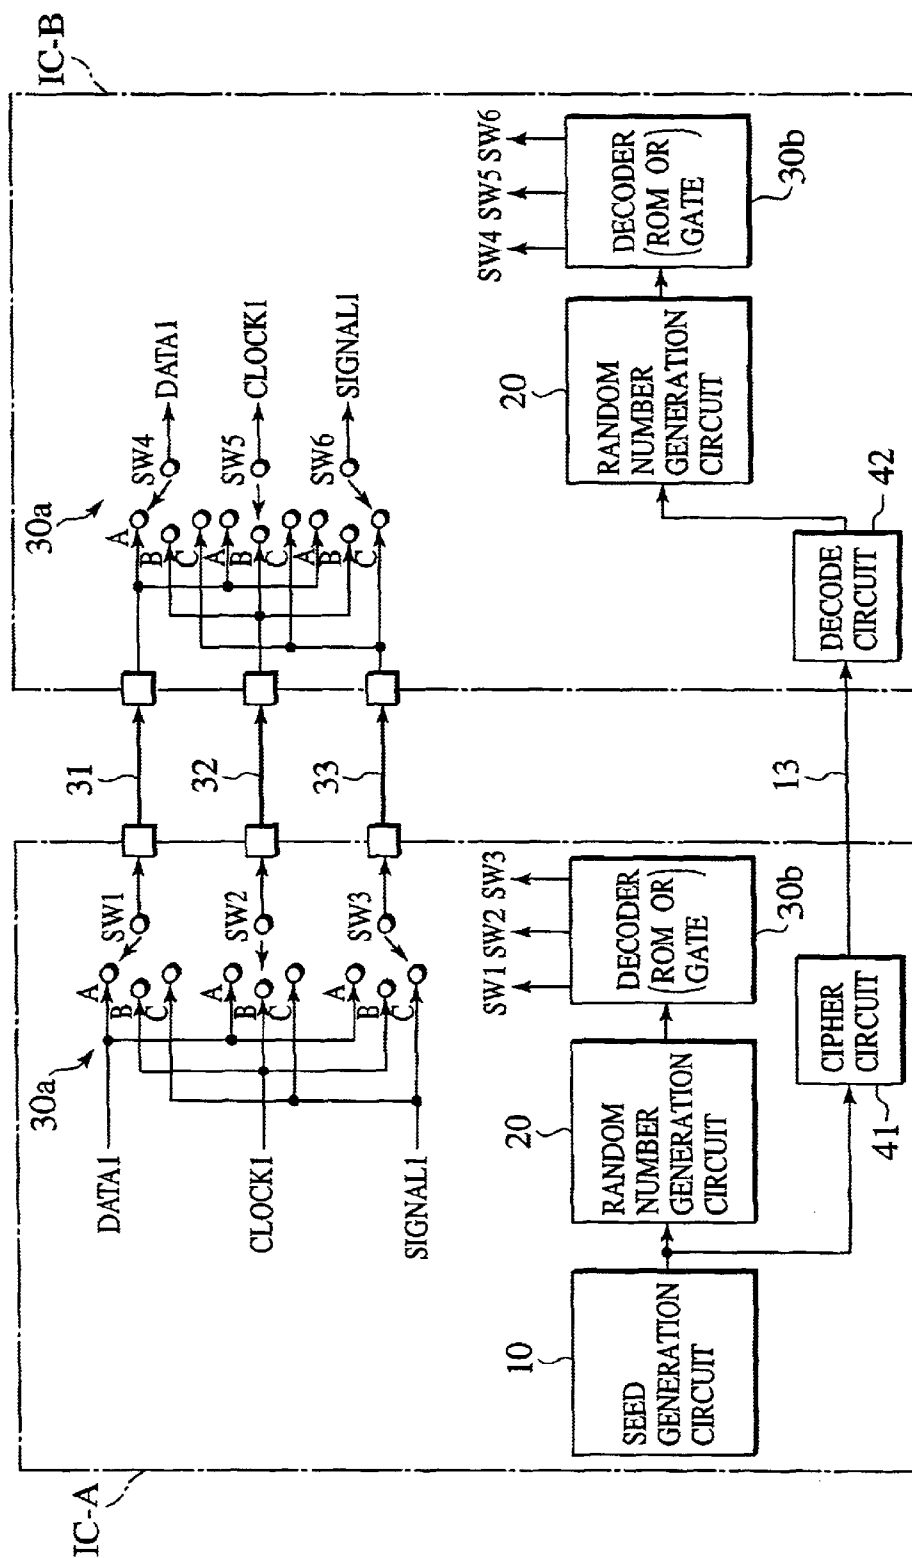 IC-A
IC-B
30a
DATA1
CLOCK1
SIGNAL1
A
B
C
A
B
C
A
B
C
SW1
SW2
SW3
31
32
33
30a
A
B
C
A
B
C
A
B
C
SW4
SW5
SW6
DATA1
CLOCK1
SIGNAL1
10
SEED
GENERATION
CIRCUIT
20
RANDOM
NUMBER
GENERATION
CIRCUIT
SW1 SW2 SW3
DECODER
(ROM OR
GATE)
30b
41
CIPHER
CIRCUIT
13
DECODE
CIRCUIT
42
20
RANDOM
NUMBER
GENERATION
CIRCUIT
SW4 SW5 SW6
DECODER
(ROM OR
GATE)
30b